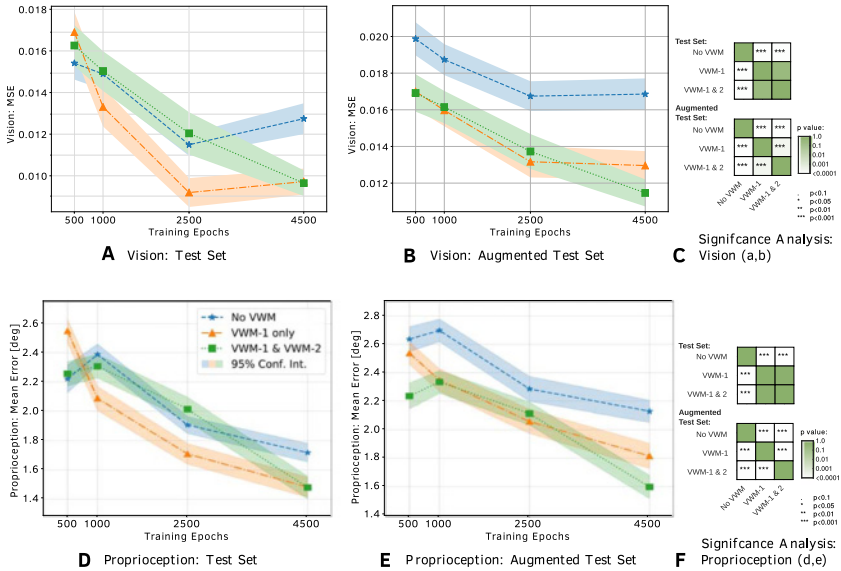 0.018
0.016
0.014
0.012
0.010
Vision: MSE
500 1000 2500 4500
Training Epochs
A Vision: Test Set
0.020
0.018
0.016
0.014
0.012
Vision: MSE
500 1000 2500 4500
Training Epochs
B Vision: Augmented Test Set
Test Set:
No VWM *** ***
VWM-1 ***
VWM-1 & 2 ***
Augmented
Test Set:
No VWM *** ***
VWM-1 *** ***
VWM-1 & 2 *** ***
No VWM
VWM-1
VWM-1 & 2
p value:
1.0
0.1
0.01
0.001
<0.0001
. p<0.1
* p<0.05
** p<0.01
*** p<0.001
C Signifcance Analysis:
Vision (a,b)
2.6
2.4
2.2
2.0
1.8
1.6
1.4
Proprioception: Mean Error [deg]
No VWM
VWM-1 only
VWM-1 & VWM-2
95% Conf. Int.
500 1000 2500 4500
Training Epochs
D Proprioception: Test Set
2.8
2.6
2.4
2.2
2.0
1.8
1.6
1.4
Proprioception: Mean Error [deg]
500 1000 2500 4500
Training Epochs
E Proprioception: Augmented Test Set
Test Set:
No VWM *** ***
VWM-1 ***
VWM-1 & 2 ***
Augmented
Test Set:
No VWM *** ***
VWM-1 *** ***
VWM-1 & 2 *** ***
No VWM
VWM-1
VWM-1 & 2
p value:
1.0
0.1
0.01
0.001
<0.0001
. p<0.1
* p<0.05
** p<0.01
*** p<0.001
F Signifcance Analysis:
Proprioception (d,e)